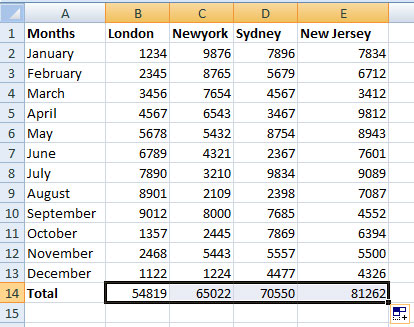 A B C D E
1 Months London Newyork Sydney New Jersey
2 January 1234 9876 7896 7834
3 February 2345 8765 5679 6712
4 March 3456 7654 4567 3412
5 April 4567 6543 3467 9812
6 May 5678 5432 8754 8943
7 June 6789 4321 2367 7601
8 July 7890 3210 9834 9089
9 August 8901 2109 2398 7087
10 September 9012 8000 7685 4552
11 October 1357 2445 7869 6394
12 November 2468 5443 5557 5500
13 December 1122 1224 4477 4326
14 Total 54819 65022 70550 81262
15